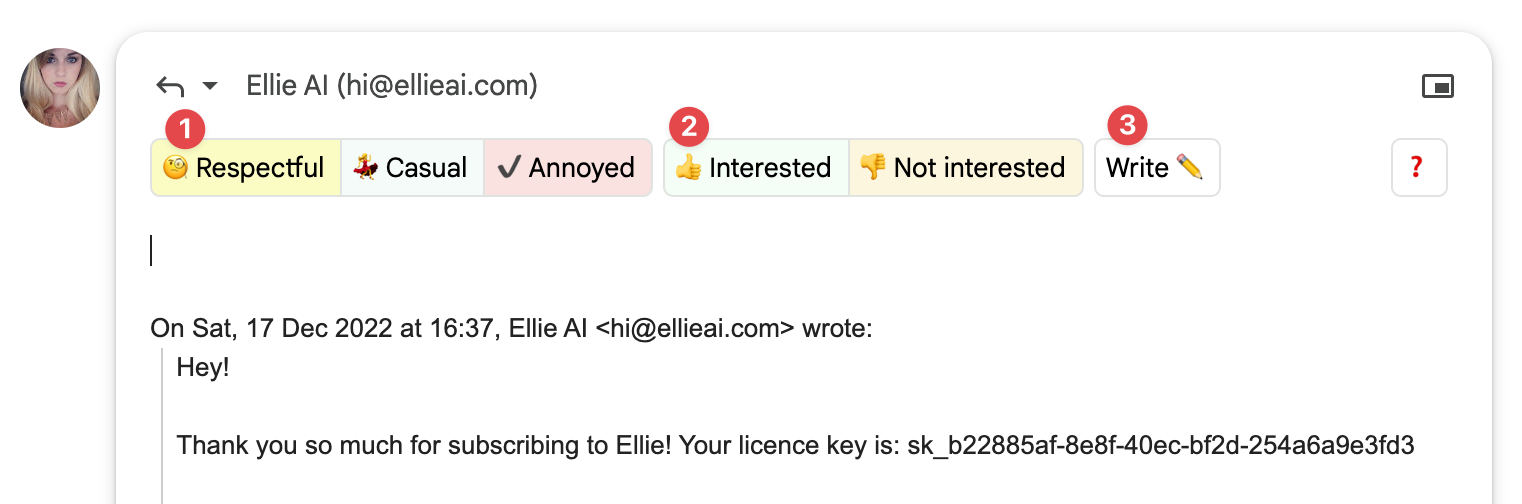 Ellie AI (hi@ellieai.com)
1 2 3
🧐 Respectful 💃 Casual ✔ Annoyed 👍 Interested 👎 Not interested Write ✏️ ?
On Sat, 17 Dec 2022 at 16:37, Ellie AI <hi@ellieai.com> wrote:
Hey!
Thank you so much for subscribing to Ellie! Your licence key is: sk_b22885af-8e8f-40ec-bf2d-254a6a9e3fd3